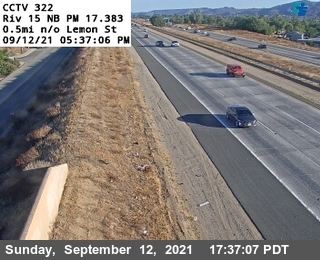 CCTV 322
Riv 15 NB PM 17.383
0.5mi n/o Lemon St
09/12/21 05:37:06 PM
Sunday, September 12, 2021 17:37:07 PDT